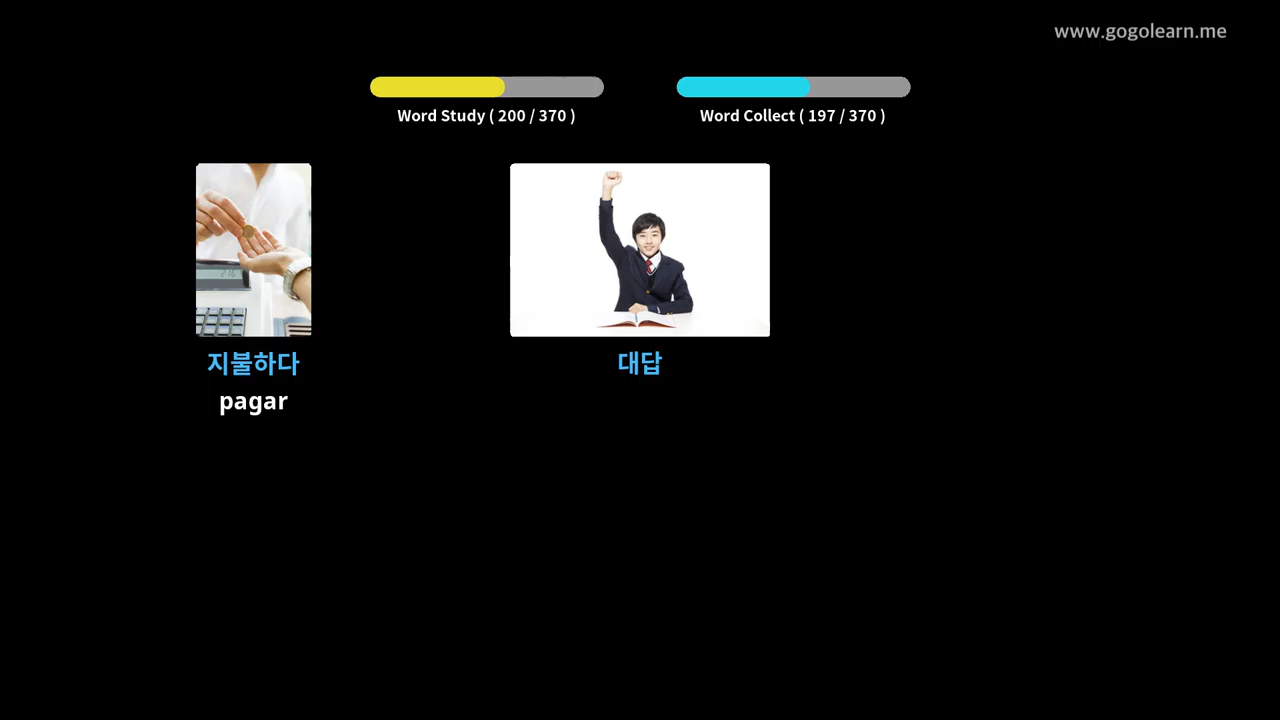 www.gogolearn.me
Word Study ( 200 / 370 )
Word Collect ( 197 / 370 )
지불하다
pagar
대답